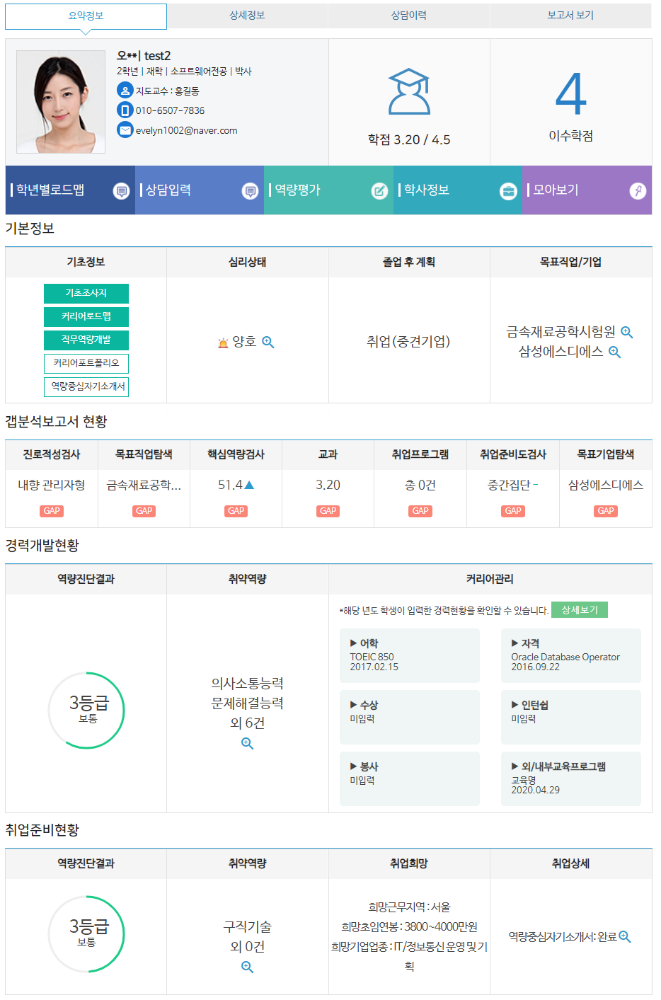 요약정보
상세정보
상담이력
보고서 보기
오**| test2
2학년 | 재학 | 소프트웨어전공 | 박사
지도교수 : 홍길동
010-6507-7836
evelyn1002@naver.com
학점 3.20 / 4.5
4
이수학점
학년별로드맵
상담입력
역량평가
학사정보
모아보기
기본정보
기초정보
심리상태
졸업 후 계획
목표직업/기업
기초조사지
커리어로드맵
직무역량개발
커리어포트폴리오
역량중심자기소개서
양호
취업(중견기업)
금속재료공학시험원
삼성에스디에스
갭분석보고서 현황
진로적성검사
목표직업탐색
핵심역량검사
교과
취업프로그램
취업준비도검사
목표기업탐색
내향 관리자형
금속재료공학...
51.4▲
3.20
총 0건
중간집단 -
삼성에스디에스
GAP
GAP
GAP
GAP
GAP
GAP
GAP
경력개발현황
역량진단결과
취약역량
커리어관리
3등급
보통
의사소통능력
문제해결능력
외 6건
*해당 년도 학생이 입력한 경력현황을 확인할 수 있습니다. 상세보기
▶ 어학
TOEIC 850
2017.02.15
▶ 자격
Oracle Database Operator
2016.09.22
▶ 수상
미입력
▶ 인턴쉽
미입력
▶ 봉사
미입력
▶ 외/내부교육프로그램
교육명
2020.04.29
취업준비현황
역량진단결과
취약역량
취업희망
취업상세
3등급
보통
구직기술
외 0건
희망근무지역 : 서울
희망초임연봉 : 3800~4000만원
희망기업업종 : IT/정보통신 운영 및 기
획
역량중심자기소개서: 완료